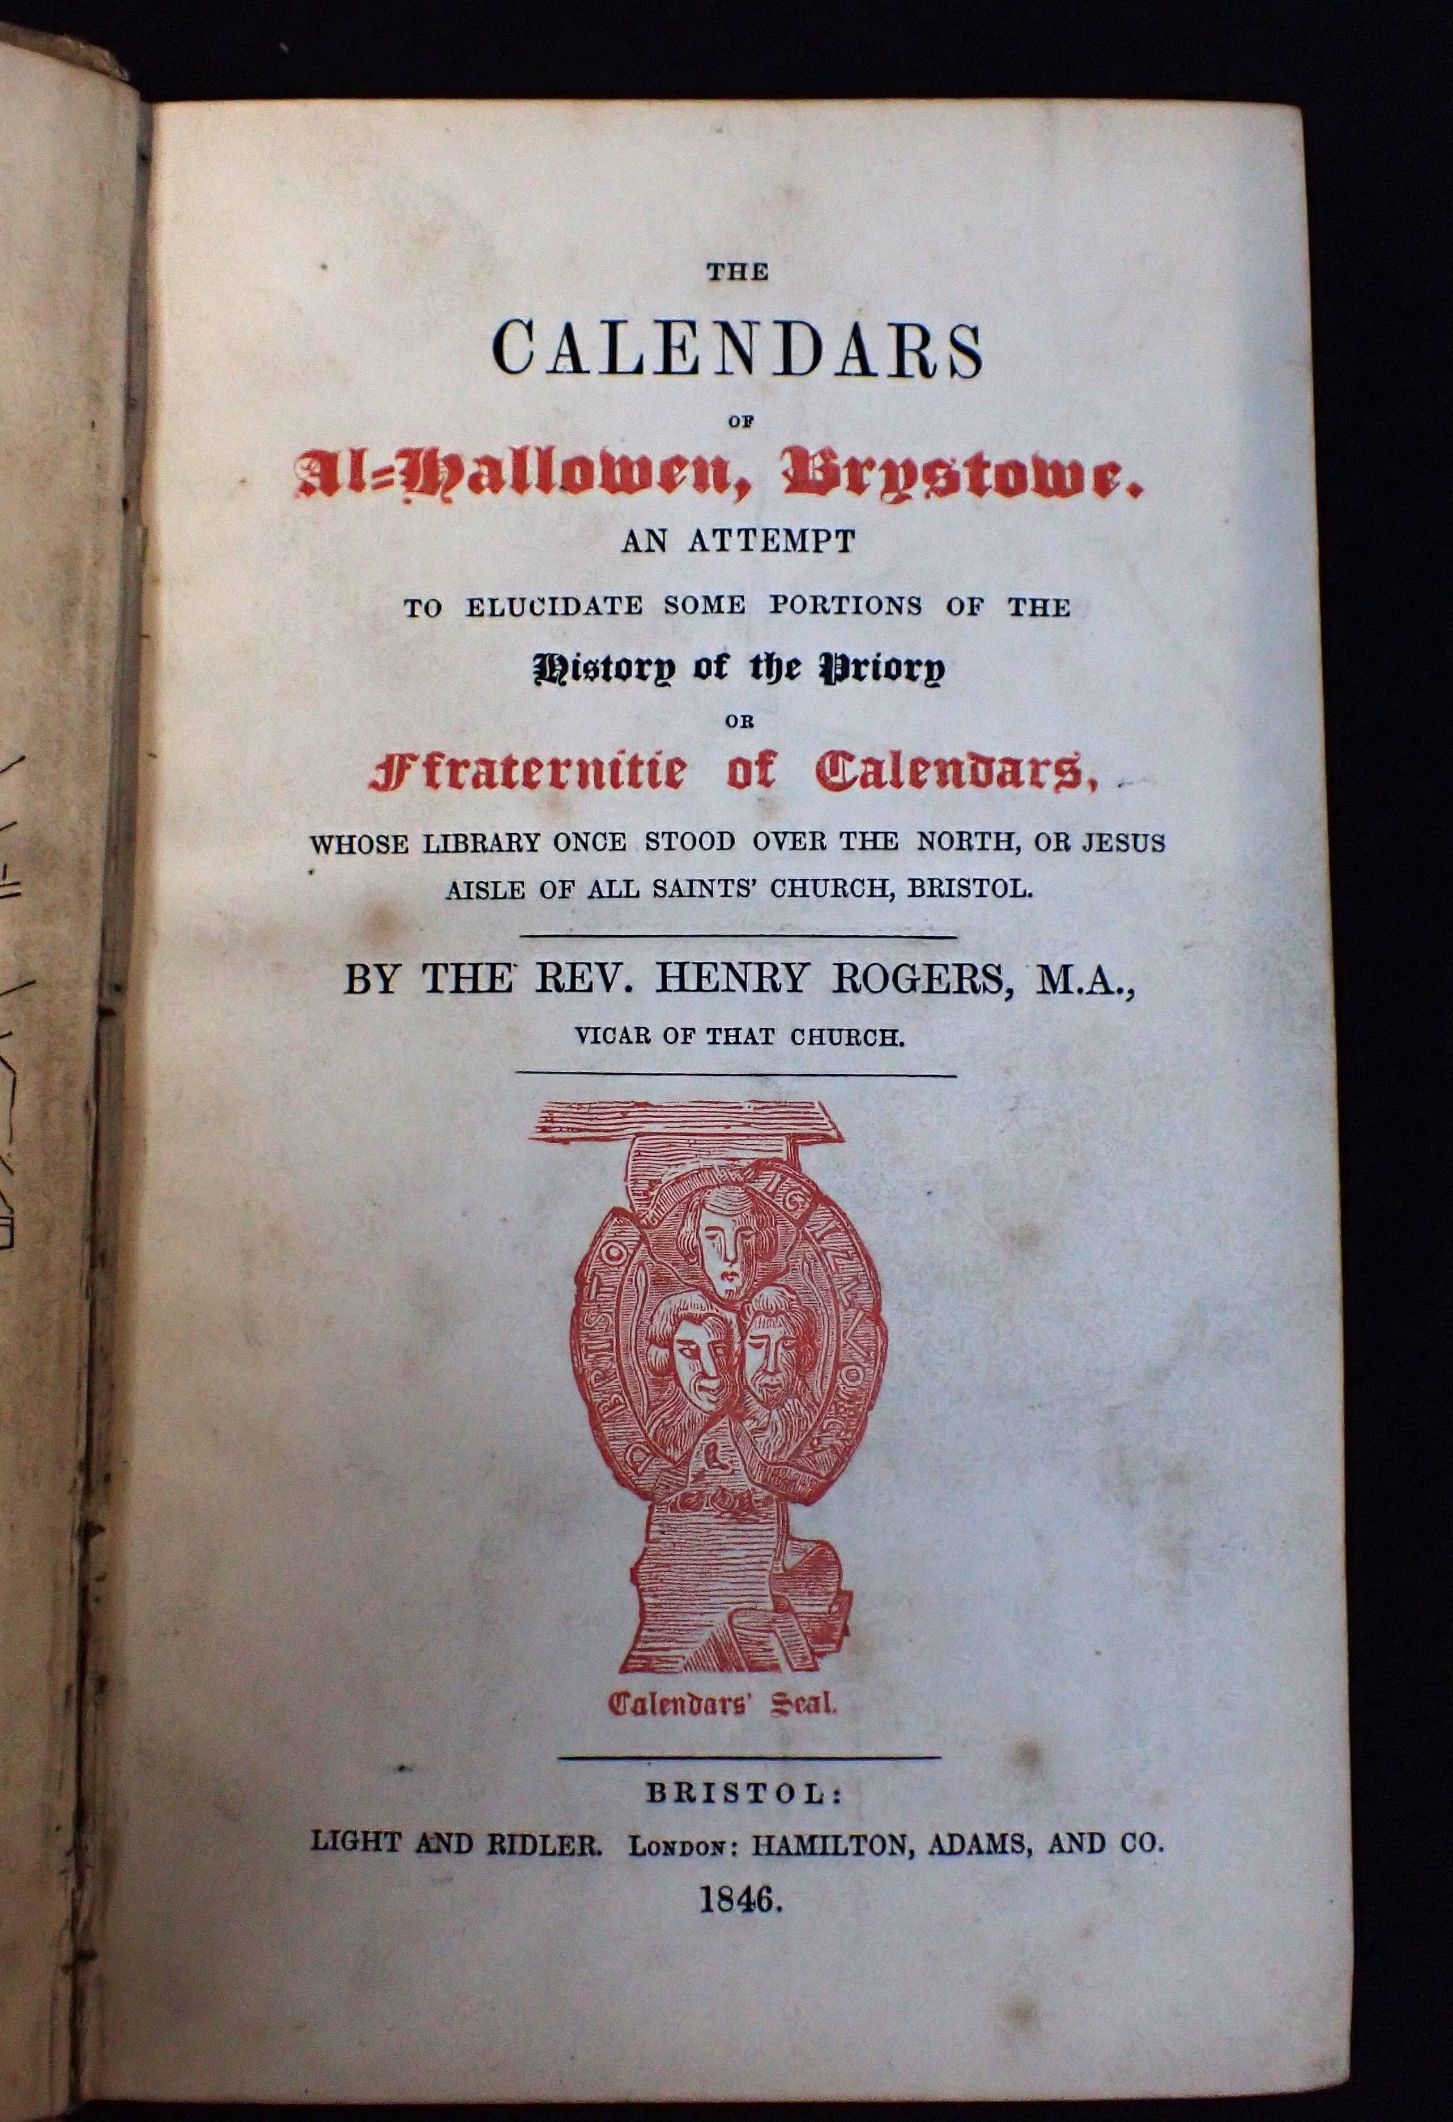 THE
CALENDARS
OF
Al-Hallowen, Brystowe.
AN ATTEMPT
TO ELUCIDATE SOME PORTIONS OF THE
History of the Priory
OR
Ffraternitie of Calendars,
WHOSE LIBRARY ONCE STOOD OVER THE NORTH, OR JESUS
AISLE OF ALL SAINTS' CHURCH, BRISTOL.
BY THE REV. HENRY ROGERS, M.A.,
VICAR OF THAT CHURCH.
D BRISTO
Calendars' Seal.
BRISTOL:
LIGHT AND RIDLER. LONDON: HAMILTON, ADAMS, AND CO.
1846.